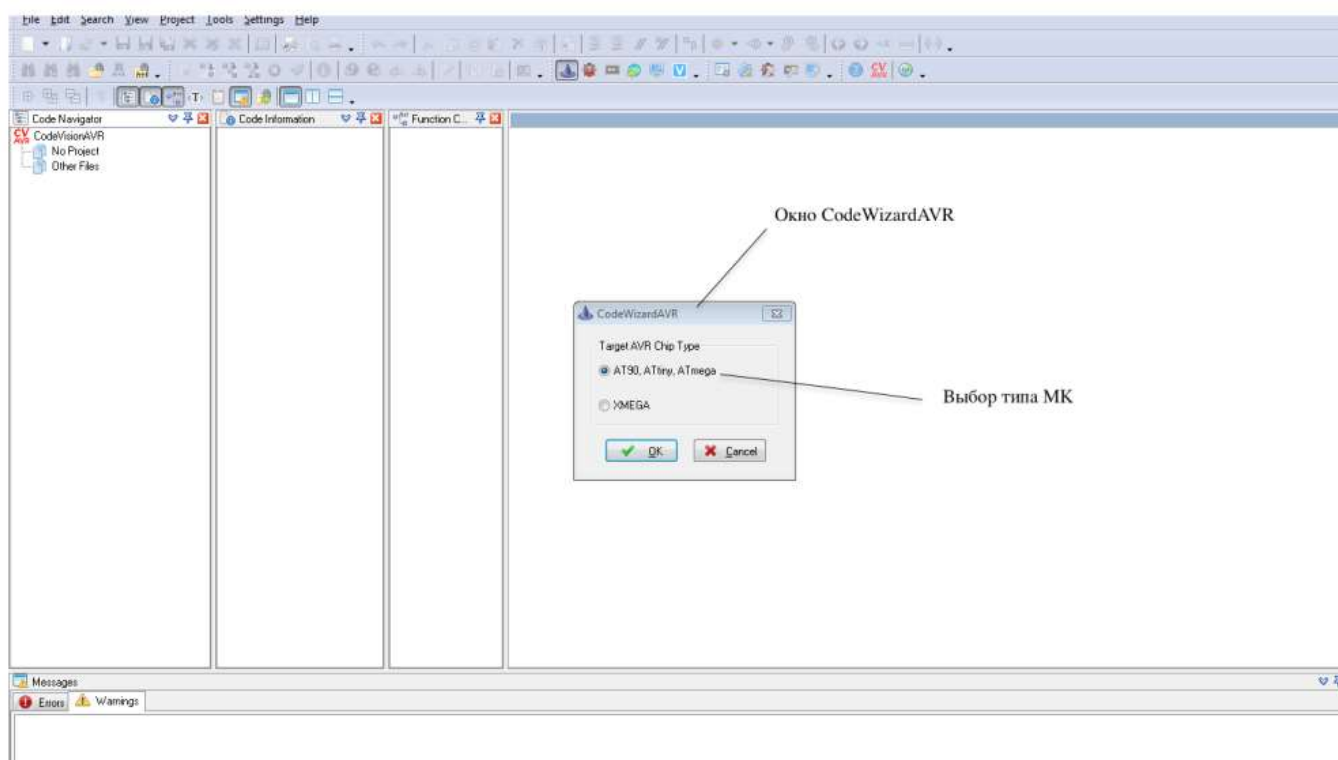 File Edit Search View Project Tools Settings Help
Code Navigator
Code Information
Function C...
CodeVisionAVR
No Project
Other Files
Окно CodeWizardAVR
CodeWizardAVR
Target AVR Chip Type
AT90, ATtiny, ATmega
XMEGA
OK
Cancel
Выбор типа МК
Messages
Errors
Warnings